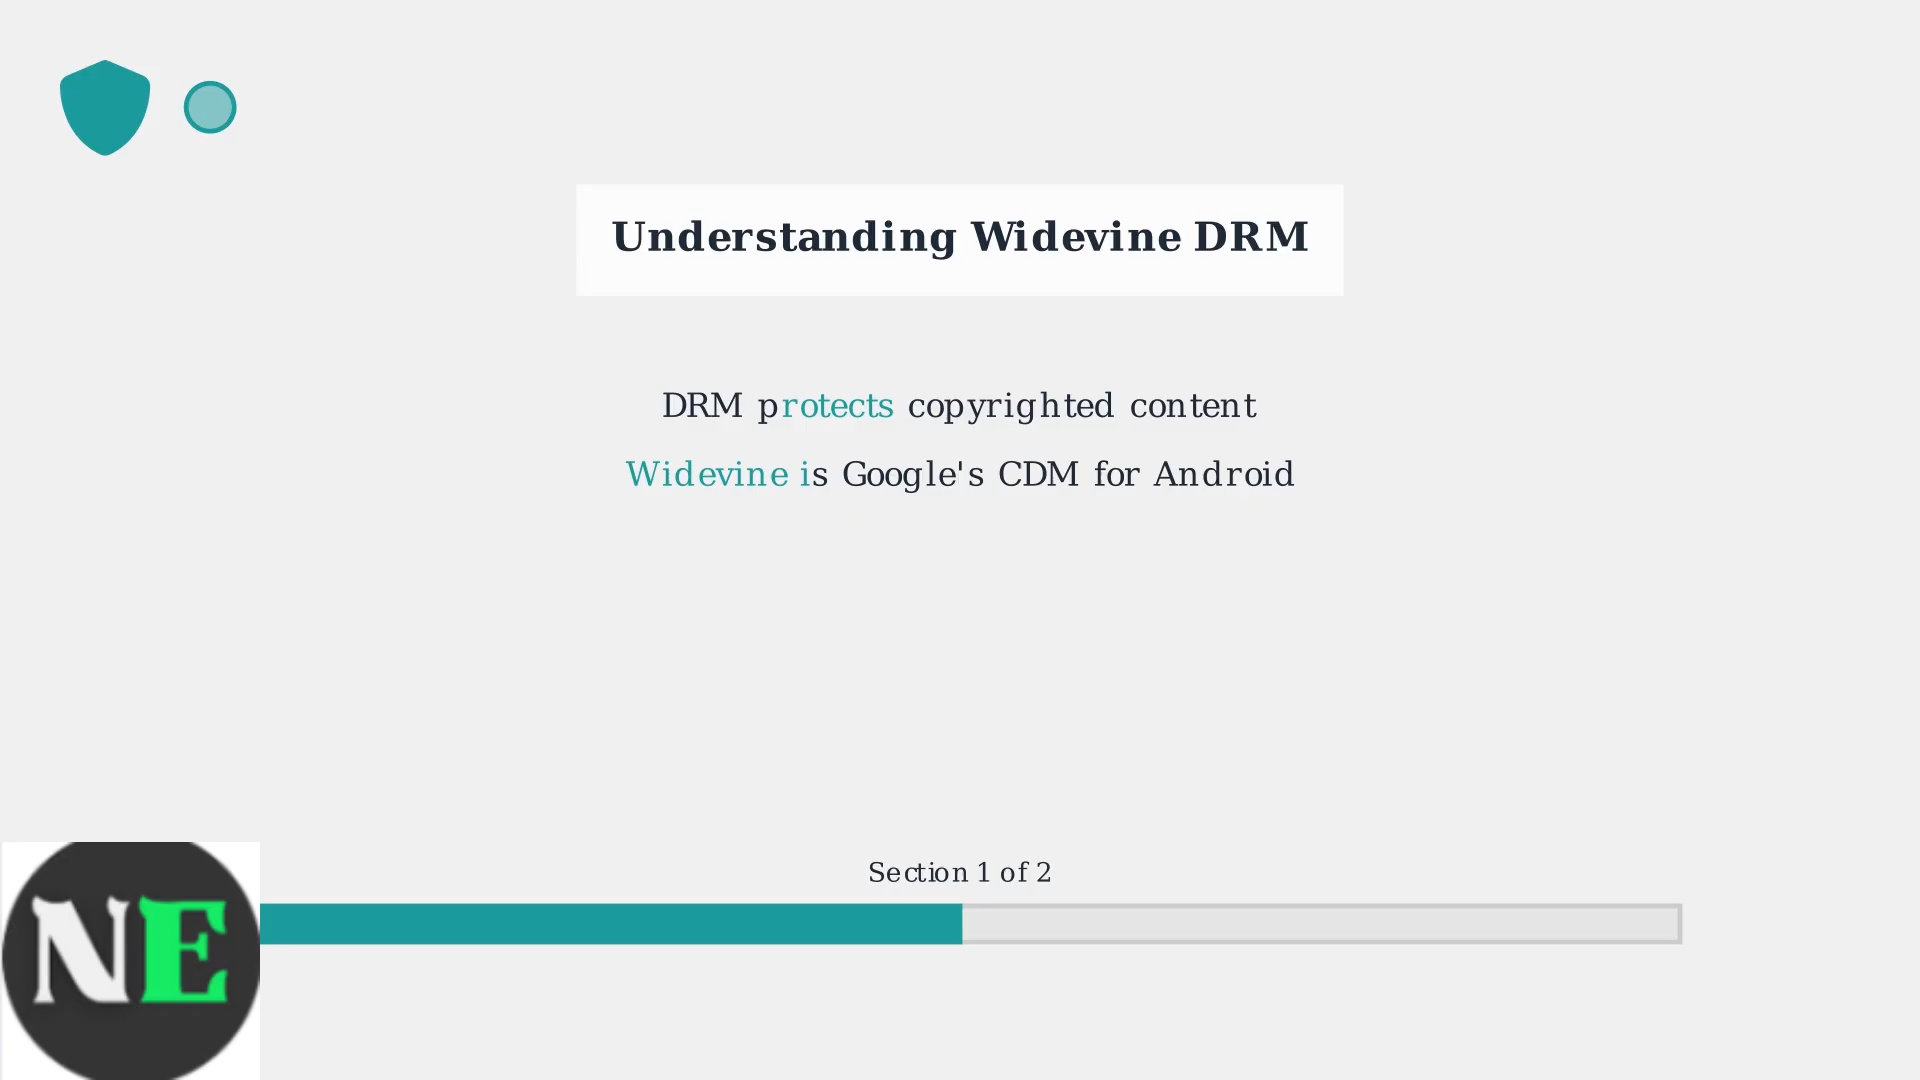 Understanding Widevine DRM
DRM protects copyrighted content
Widevine is Google's CDM for Android
Section 1 of 2
NE